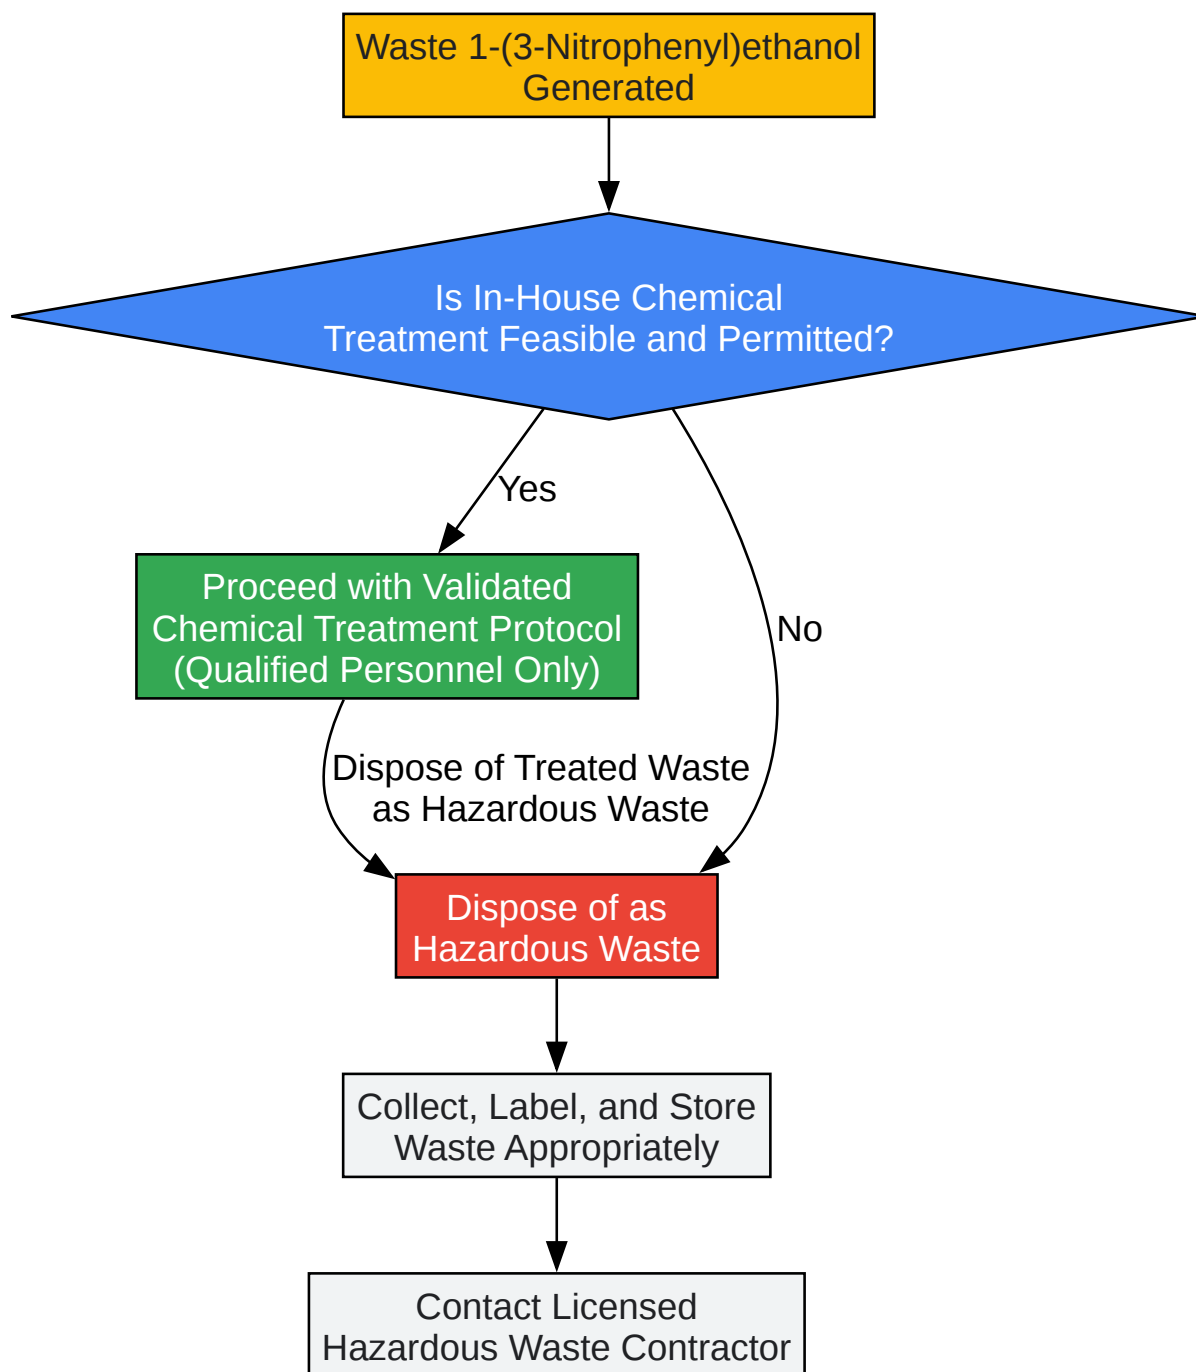 Waste 1-(3-Nitrophenyl)ethanol
Generated
Is In-House Chemical
Treatment Feasible and Permitted?
Yes
Proceed with Validated
Chemical Treatment Protocol
(Qualified Personnel Only)
No
Dispose of Treated Waste
as Hazardous Waste
Dispose of as
Hazardous Waste
Collect, Label, and Store
Waste Appropriately
Contact Licensed
Hazardous Waste Contractor